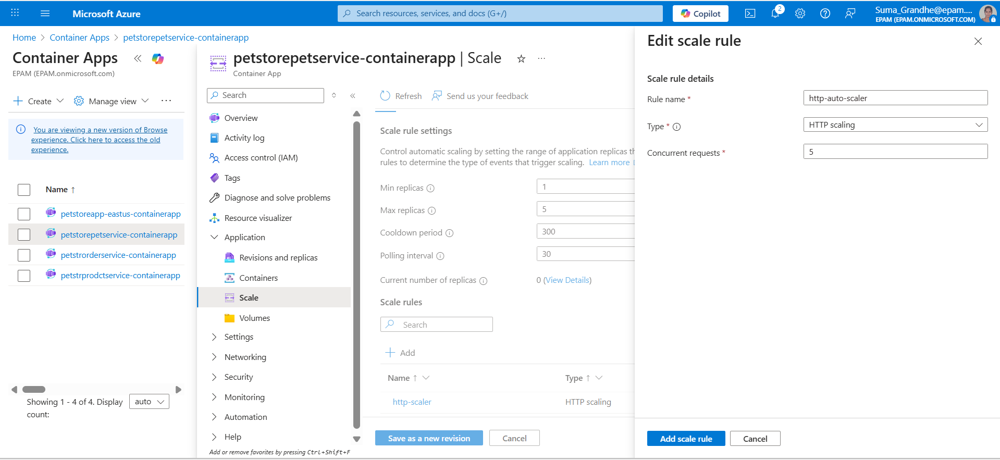 Microsoft Azure
Search resources, services, and docs (G+/)
Copilot
2
Suma_Grandhe@epam....
EPAM (EPAM.ONMICROSOFT.COM)
Home > Container Apps > petstorepetservice-containerapp
Container Apps
EPAM (EPAM.onmicrosoft.com)
Create
Manage view
You are viewing a new version of Browse
experience. Click here to access the old
experience.
Name ↑
petstoreapp-eastus-containerapp
petstorepetservice-containerapp
petstrorderservice-containerapp
petstrprodctservice-containerapp
Showing 1 - 4 of 4. Display
count:
auto
petstorepetservice-containerapp | Scale
Container App
Search
Overview
Activity log
Access control (IAM)
Tags
Diagnose and solve problems
Resource visualizer
Application
Revisions and replicas
Containers
Scale
Volumes
Settings
Networking
Security
Monitoring
Automation
Help
Add or remove favorites by pressing Ctrl+Shift+F
Refresh
Send us your feedback
Scale rule settings
Control automatic scaling by setting the range of application replicas th
rules to determine the type of events that trigger scaling. Learn more
Min replicas
1
Max replicas
5
Cooldown period
300
Polling interval
30
Current number of replicas
0 (View Details)
Scale rules
Search
Add
Name ↑
Type ↑
http-scaler
HTTP scaling
Save as a new revision
Cancel
Edit scale rule
Scale rule details
Rule name *
http-auto-scaler
Type *
HTTP scaling
Concurrent requests *
5
Add scale rule
Cancel